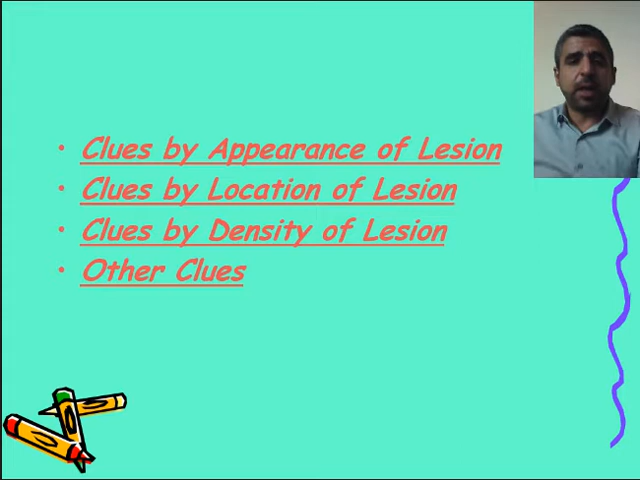 • Clues by Appearance of Lesion
• Clues by Location of Lesion
• Clues by Density of Lesion
• Other Clues